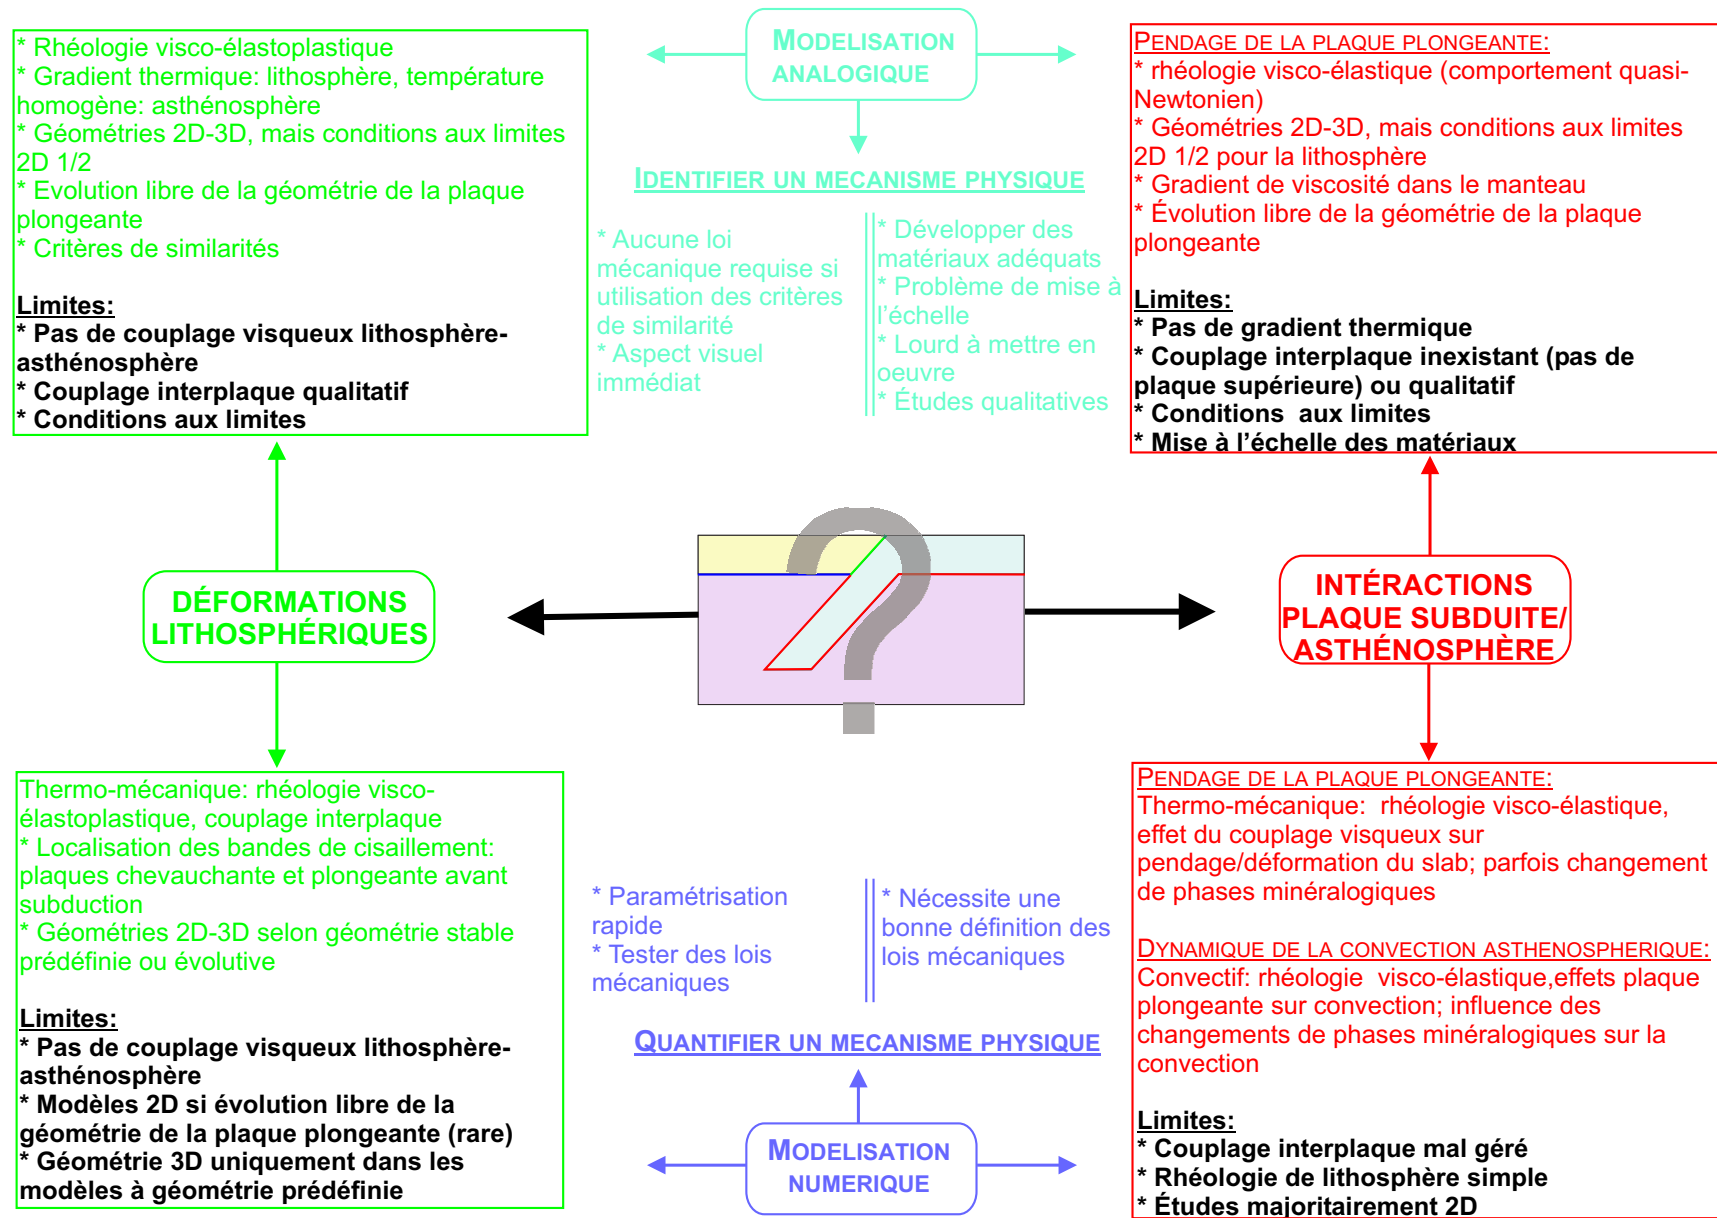 MODELISATION
ANALOGIQUE
* Rhéologie visco-élastoplastique
* Gradient thermique: lithosphère, température
homogène: asthénosphère
* Géométries 2D-3D, mais conditions aux limites
2D 1/2
* Evolution libre de la géométrie de la plaque
plongeante
* Critères de similarités
Limites:
* Pas de couplage visqueux lithosphère-
asthénosphère
* Couplage interplaque qualitatif
* Conditions aux limites
IDENTIFIER UN MECANISME PHYSIQUE
* Aucune loi
mécanique requise si
utilisation des critères
de similarité
* Aspect visuel
immédiat
* Développer des
matériaux adéquats
* Problème de mise à
l'échelle
* Lourd à mettre en
oeuvre
* Études qualitatives
PENDAGE DE LA PLAQUE PLONGEANTE:
* rhéologie visco-élastique (comportement quasi-
Newtonien)
* Géométries 2D-3D, mais conditions aux limites
2D 1/2 pour la lithosphère
* Gradient de viscosité dans le manteau
* Évolution libre de la géométrie de la plaque
plongeante
Limites:
* Pas de gradient thermique
* Couplage interplaque inexistant (pas de
plaque supérieure) ou qualitatif
* Conditions  aux limites
* Mise à l'échelle des matériaux
DÉFORMATIONS
LITHOSPHÉRIQUES
?
INTÉRACTIONS
PLAQUE SUBDUITE/
ASTHÉNOSPHÈRE
Thermo-mécanique: rhéologie visco-
élastoplastique, couplage interplaque
* Localisation des bandes de cisaillement:
plaques chevauchante et plongeante avant
subduction
* Géométries 2D-3D selon géométrie stable
prédéfinie ou évolutive
Limites:
* Pas de couplage visqueux lithosphère-
asthénosphère
* Modèles 2D si évolution libre de la
géométrie de la plaque plongeante (rare)
* Géométrie 3D uniquement dans les
modèles à géométrie prédéfinie
* Paramétrisation
rapide
* Tester des lois
mécaniques
* Nécessite une
bonne définition des
lois mécaniques
QUANTIFIER UN MECANISME PHYSIQUE
MODELISATION
NUMERIQUE
PENDAGE DE LA PLAQUE PLONGEANTE:
Thermo-mécanique:  rhéologie visco-élastique,
effet du couplage visqueux sur
pendage/déformation du slab; parfois changement
de phases minéralogiques
DYNAMIQUE DE LA CONVECTION ASTHENOSPHERIQUE:
Convectif: rhéologie  visco-élastique,effets plaque
plongeante sur convection; influence des
changements de phases minéralogiques sur la
convection
Limites:
* Couplage interplaque mal géré
* Rhéologie de lithosphère simple
* Études majoritairement 2D